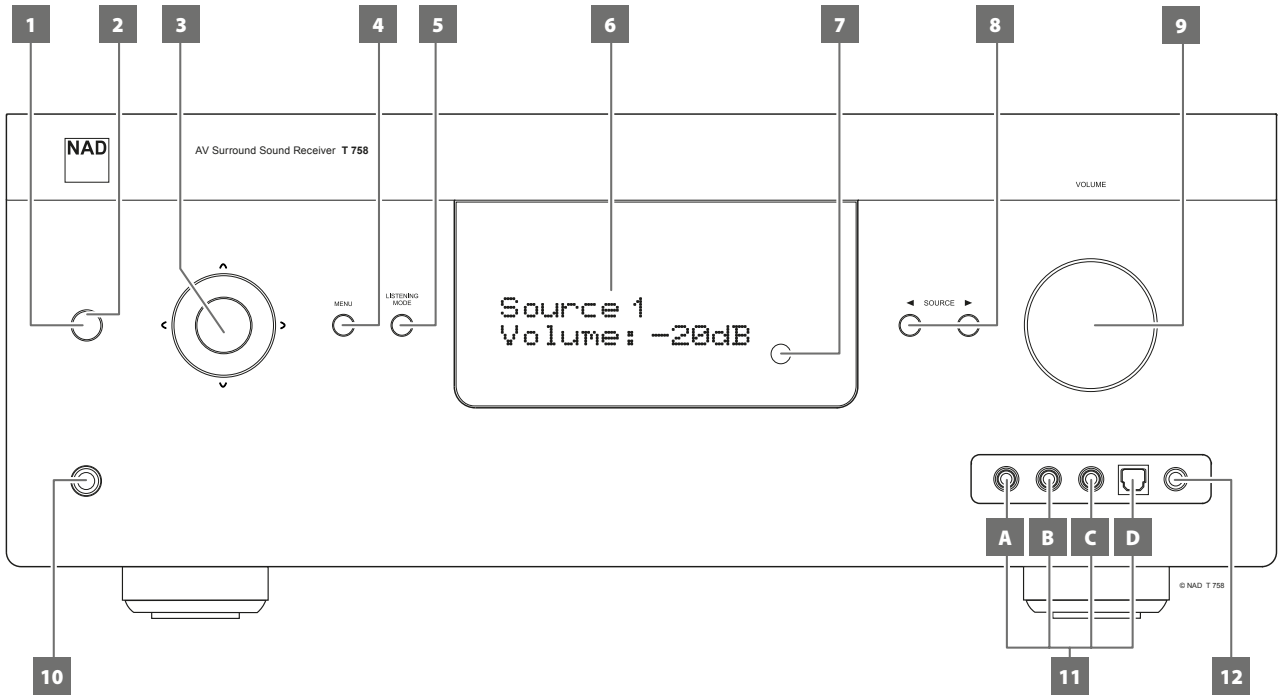 1 2 3 4 5 6 7 8 9
NAD
AV Surround Sound Receiver T 758
VOLUME
MENU
LISTENING
MODE
◄ SOURCE ►
Source 1
Volume: -20dB
A B C D
© NAD T 758
10 11 12